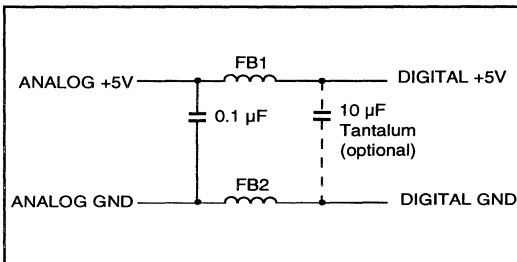 FB1
ANALOG +5V
DIGITAL +5V
0.1 µF
10 µF
Tantalum
(optional)
FB2
ANALOG GND
DIGITAL GND